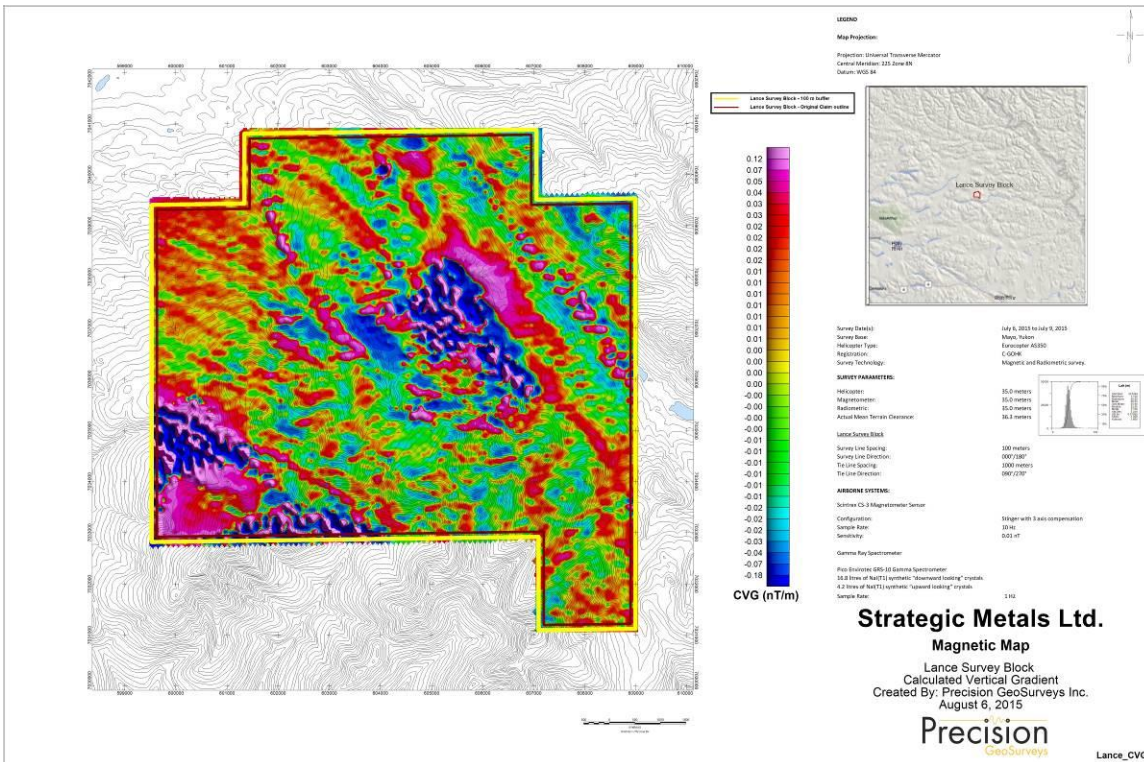 LEGEND
Map Projection:
Projection: Universal Transverse Mercator
Central Meridian: 225 Zone 8N
Datum: WGS 84
Lance Survey Block - 100 m buffer
Lance Survey Block - Original Claim outline
Lance Survey Block
0.12
0.07
0.05
0.04
0.03
0.03
0.02
0.02
0.01
0.01
0.01
0.01
0.01
0.01
0.00
0.00
0.00
0.00
-0.00
-0.00
-0.00
-0.01
-0.01
-0.01
-0.01
-0.01
-0.02
-0.02
-0.03
-0.04
-0.07
-0.18
CVG (nT/m)
Survey Date(s): July 6, 2015 to July 9, 2015
Survey Base: Mayo, Yukon
Helicopter Type: Eurocopter AS350
Registration: C-GOHK
Survey Technology: Magnetic and Radiometric survey.
SURVEY PARAMETERS:
Helicopter: 35.0 meters
Magnetometer: 35.0 meters
Radiometric: 35.0 meters
Actual Mean Terrain Clearance: 36.3 meters
Lance Survey Block
Survey Line Spacing: 100 meters
Survey Line Direction: 000°/180°
Tie Line Spacing: 1000 meters
Tie Line Direction: 090°/270°
AIRBORNE SYSTEMS:
Scintrex CS-3 Magnetometer Sensor
Configuration: Stinger with 3 axis compensation
Sample Rate: 10 Hz
Sensitivity: 0.01 nT
Gamma Ray Spectrometer
Pico Envirotec GRS-10 Gamma Spectrometer
16.8 litres of NaI(T1) synthetic "downward looking" crystals
4.2 litres of NaI(T1) synthetic "upward looking" crystals
Sample Rate: 1 Hz
Strategic Metals Ltd.
Magnetic Map
Lance Survey Block
Calculated Vertical Gradient
Created By: Precision GeoSurveys Inc.
August 6, 2015
Precision
GeoSurveys
Lance_CVG